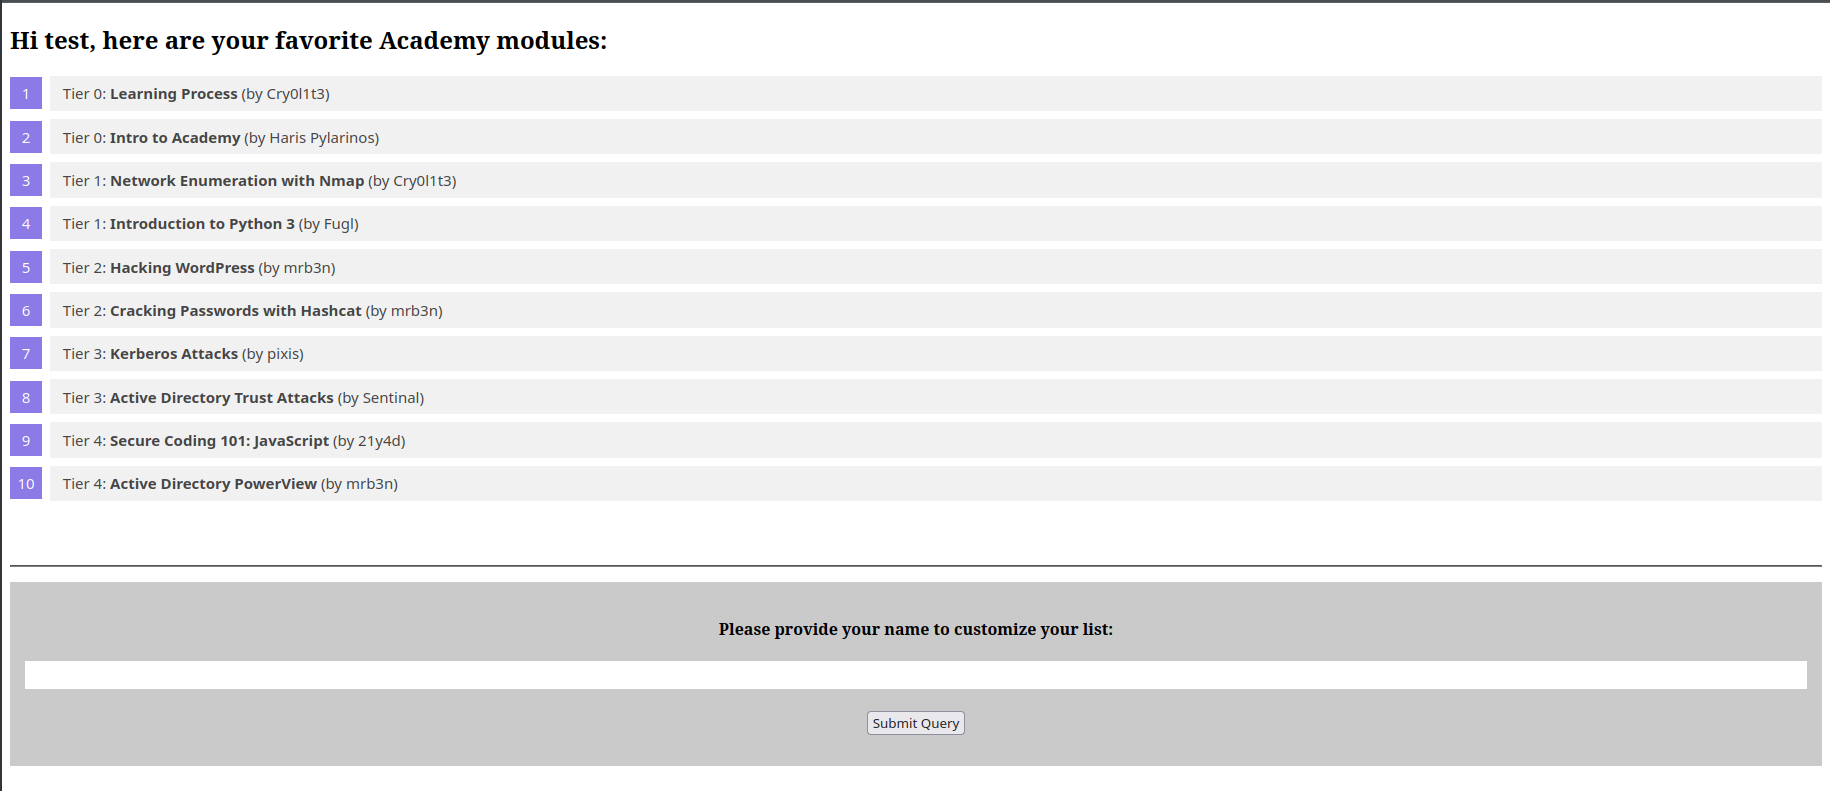 Hi test, here are your favorite Academy modules:
1 Tier 0: Learning Process (by Cry0l1t3)
2 Tier 0: Intro to Academy (by Haris Pylarinos)
3 Tier 1: Network Enumeration with Nmap (by Cry0l1t3)
4 Tier 1: Introduction to Python 3 (by Fugl)
5 Tier 2: Hacking WordPress (by mrb3n)
6 Tier 2: Cracking Passwords with Hashcat (by mrb3n)
7 Tier 3: Kerberos Attacks (by pixis)
8 Tier 3: Active Directory Trust Attacks (by Sentinal)
9 Tier 4: Secure Coding 101: JavaScript (by 21y4d)
10 Tier 4: Active Directory PowerView (by mrb3n)
Please provide your name to customize your list:
Submit Query